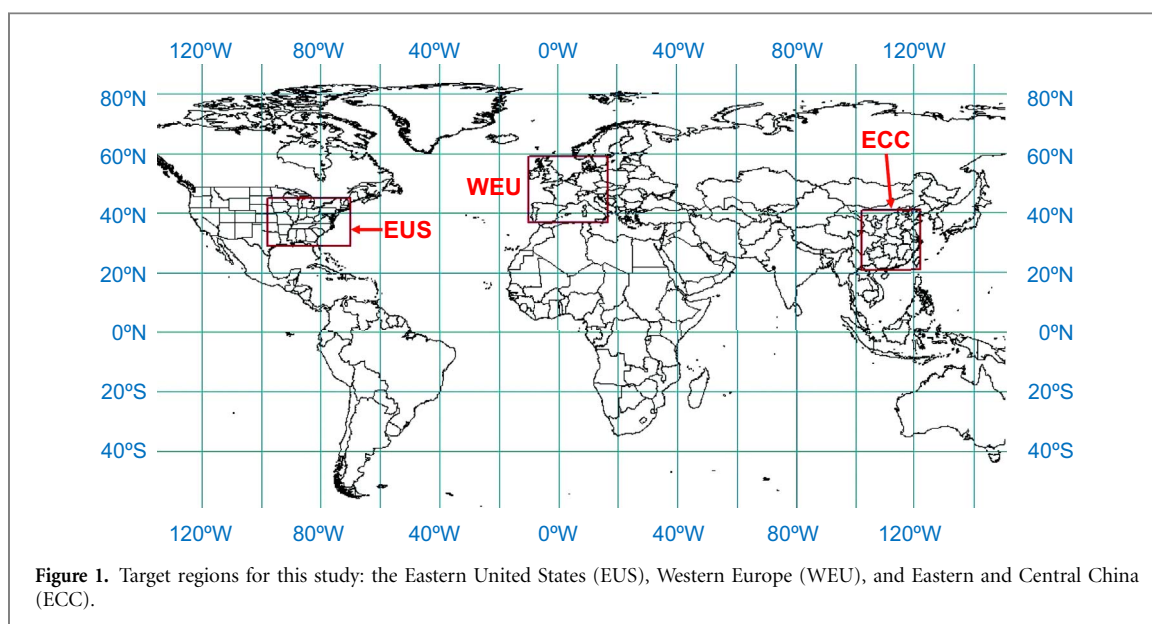 120ºW 80ºW 40ºW 0ºW 40ºW 80ºW 120ºW
80ºN 80ºN
60ºN ECC 60ºN
WEU
40ºN EUS 40ºN
20ºN 20ºN
0ºN 0ºN
20ºS 20ºS
40ºS 40ºS
120ºW 80ºW 40ºW 0ºW 40ºW 80ºW 120ºW
Figure 1. Target regions for this study: the Eastern United States (EUS), Western Europe (WEU), and Eastern and Central China
(ECC).